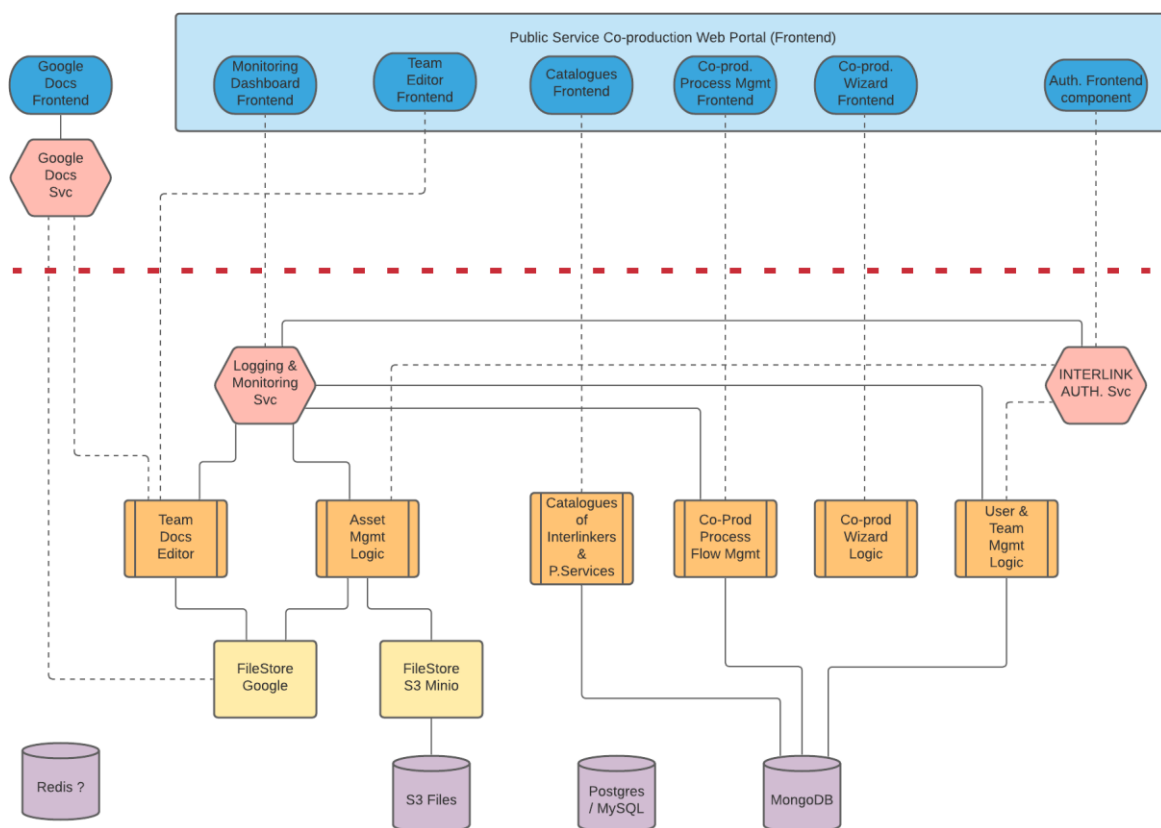 Public Service Co-production Web Portal (Frontend)
Google
Docs
Frontend
Monitoring
Dashboard
Frontend
Team
Editor
Frontend
Catalogues
Frontend
Co-prod.
Process Mgmt
Frontend
Co-prod.
Wizard
Frontend
Auth. Frontend
component
Google
Docs
Svc
Logging &
Monitoring
Svc
INTERLINK
AUTH. Svc
Team
Docs
Editor
Asset
Mgmt
Logic
Catalogues
of
Interlinkers
&
P.Services
Co-Prod
Process
Flow Mgmt
Co-prod
Wizard
Logic
User &
Team
Mgmt
Logic
FileStore
Google
FileStore
S3 Minio
Redis ?
S3 Files
Postgres
/ MySQL
MongoDB